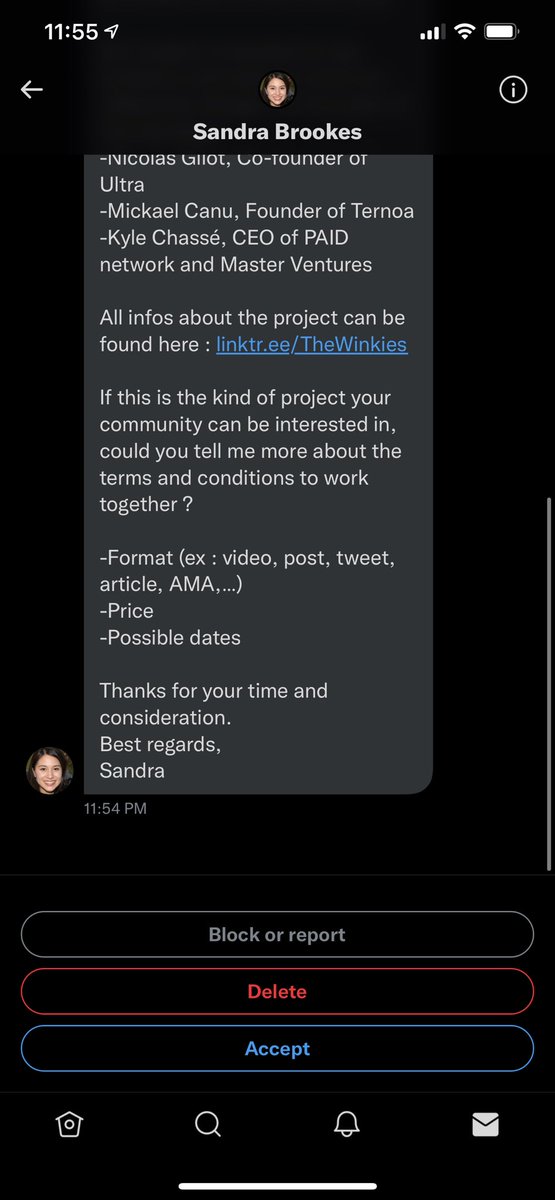 11:55
Sandra Brookes
-Nicolas Gilot, Co-founder of
Ultra
-Mickael Canu, Founder of Ternoa
-Kyle Chassé, CEO of PAID
network and Master Ventures
All infos about the project can be
found here : linktr.ee/TheWinkies
If this is the kind of project your
community can be interested in,
could you tell me more about the
terms and conditions to work
together ?
-Format (ex : video, post, tweet,
article, AMA,...)
-Price
-Possible dates
Thanks for your time and
consideration.
Best regards,
Sandra
11:54 PM
Block or report
Delete
Accept